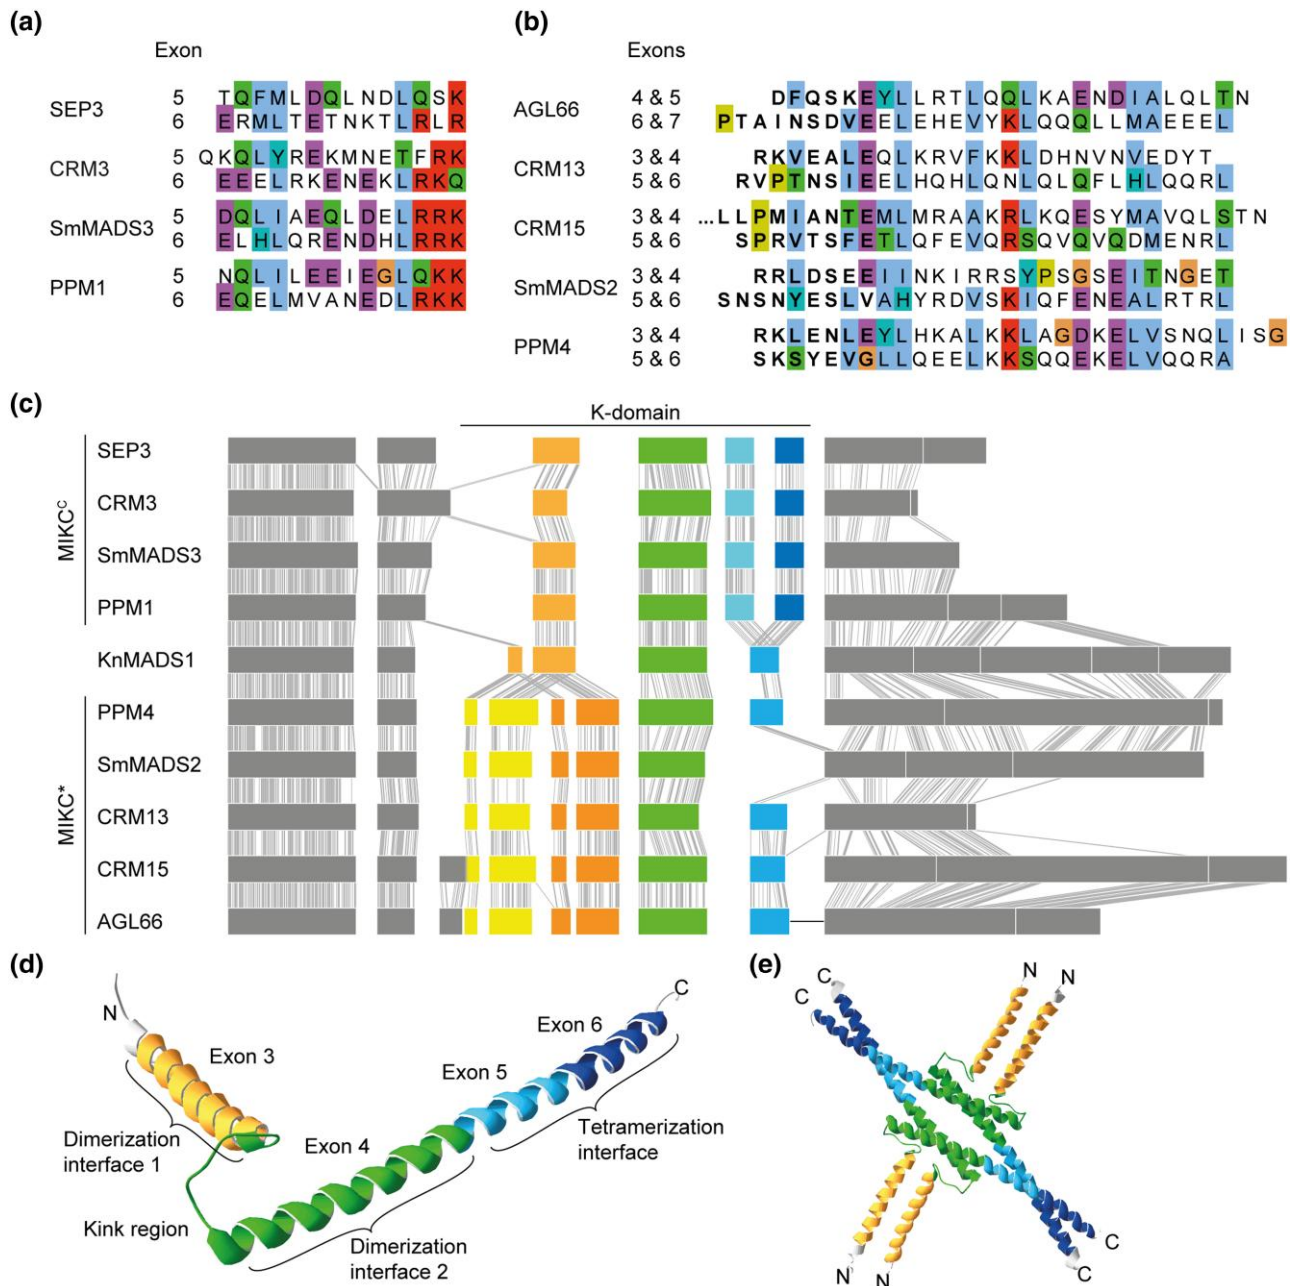 (a)
Exon
SEP3
5 TQFMLDQLNDLQSK
6 ERMLTETNKTLRLR
CRM3
5 QKQLYREKMNETFRK
6 EEELRKENEKLRKQ
SmMADS3
5 DQLIAEQLDELRRK
6 ELHLQRENDHLRRK
PPM1
5 NQLILEEIEGLQKK
6 EQELMVANEDLRKK
(b)
Exons
AGL66
4 & 5 DFQSKEYLLRTLQQLKAENDIALQLTN
6 & 7 PTAINSDVEELEHEVYKLQQQLLMAEEEL
CRM13
3 & 4 RKVEALEQLKRVFKKLDHNVNVEDYT
5 & 6 RVPTNSIEELHQHLQNLQLQFLHLQQRL
CRM15
3 & 4 ...LLPMIANTEMLMRAAKRLKQESYMAVQLSTN
5 & 6 SPRVTSFETLQFEVQRSQVQVQDMENRL
SmMADS2
3 & 4 RRLDSEEIINKIRRSYPSGSEITNGET
5 & 6 SNSNYESLVAHYRDVSKIQFENEALRTRL
PPM4
3 & 4 RKLENLEYLHKALKKLAGDKELVSNQLISG
5 & 6 SKSYEVGLLQEELKKSQQEKELVQQRA
(c)
K-domain
MIKCᶜ
SEP3
CRM3
SmMADS3
PPM1
KnMADS1
MIKC*
PPM4
SmMADS2
CRM13
CRM15
AGL66
(d)
N
Exon 3
Dimerization
interface 1
Kink region
Exon 4
Dimerization
interface 2
Exon 5
Exon 6
C
Tetramerization
interface
(e)
C
C
N
N
N
N
C
C